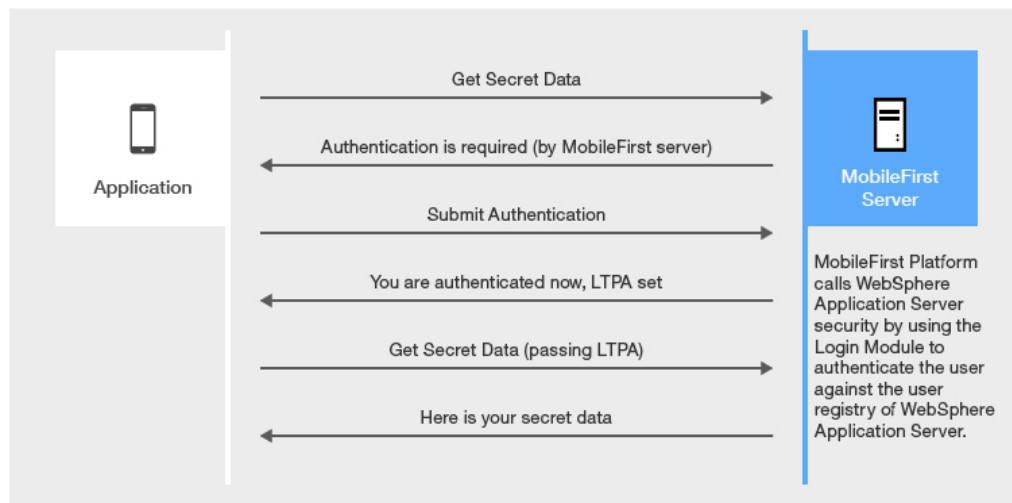 Get Secret Data
Authentication is required (by MobileFirst server)
Application
MobileFirst
Server
Submit Authentication
You are authenticated now, LTPA set
Get Secret Data (passing LTPA)
Here is your secret data
MobileFirst Platform
calls WebSphere
Application Server
security by using the
Login Module to
authenticate the user
against the user
registry of WebSphere
Application Server.